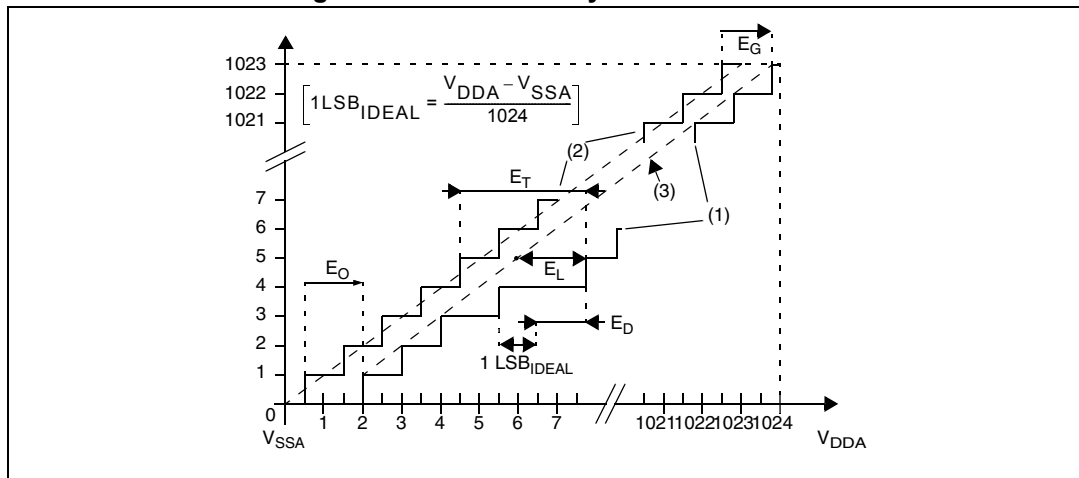 E_G
1023
1022
1021
[1LSB_IDEAL = V_DDA – V_SSA / 1024]
(2)
(3)
(1)
E_T
7
6
5
4
3
2
1
0
E_O
E_L
E_D
1 LSB_IDEAL
1 2 3 4 5 6 7 1021 1022 1023 1024
V_SSA V_DDA